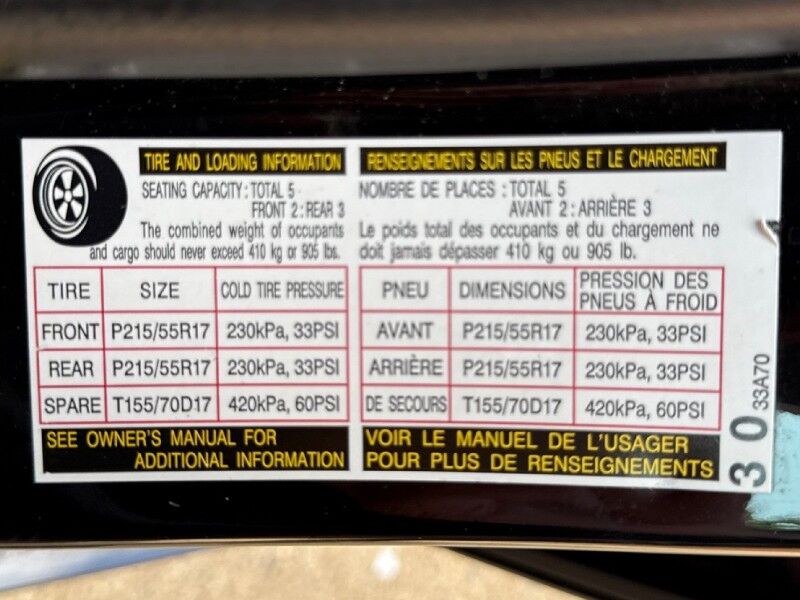 TIRE AND LOADING INFORMATION
SEATING CAPACITY : TOTAL 5
FRONT 2 : REAR 3
The combined weight of occupants
and cargo should never exceed 410 kg or 905 lbs.
TIRE SIZE COLD TIRE PRESSURE
FRONT P215/55R17 230kPa, 33PSI
REAR P215/55R17 230kPa, 33PSI
SPARE T155/70D17 420kPa, 60PSI
SEE OWNER'S MANUAL FOR
ADDITIONAL INFORMATION
RENSEIGNEMENTS SUR LES PNEUS ET LE CHARGEMENT
NOMBRE DE PLACES : TOTAL 5
AVANT 2 : ARRIÈRE 3
Le poids total des occupants et du chargement ne
doit jamais dépasser 410 kg ou 905 lb.
PNEU DIMENSIONS PRESSION DES
PNEUS À FROID
AVANT P215/55R17 230kPa, 33PSI
ARRIÈRE P215/55R17 230kPa, 33PSI
DE SECOURS T155/70D17 420kPa, 60PSI
VOIR LE MANUEL DE L'USAGER
POUR PLUS DE RENSEIGNEMENTS
30
33A70